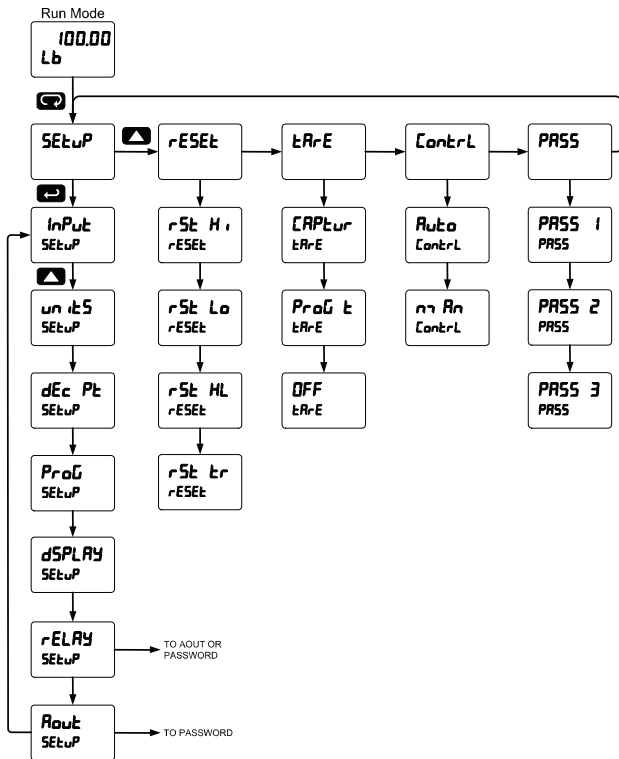 Run Mode
100.00
Lb
SEtuP
rESEt
tArE
ContrL
PASS
InPut
SEtuP
rSt Hi
rESEt
CAPtur
tArE
Auto
ContrL
PASS 1
PASS
unitS
SEtuP
rSt Lo
rESEt
ProG t
tArE
mAn
ContrL
PASS 2
PASS
dEc Pt
SEtuP
rSt HL
rESEt
OFF
tArE
PASS 3
PASS
ProG
SEtuP
rSt tr
rESEt
dSPLAY
SEtuP
rELAY
SEtuP
TO AOUT OR
PASSWORD
Aout
SEtuP
TO PASSWORD